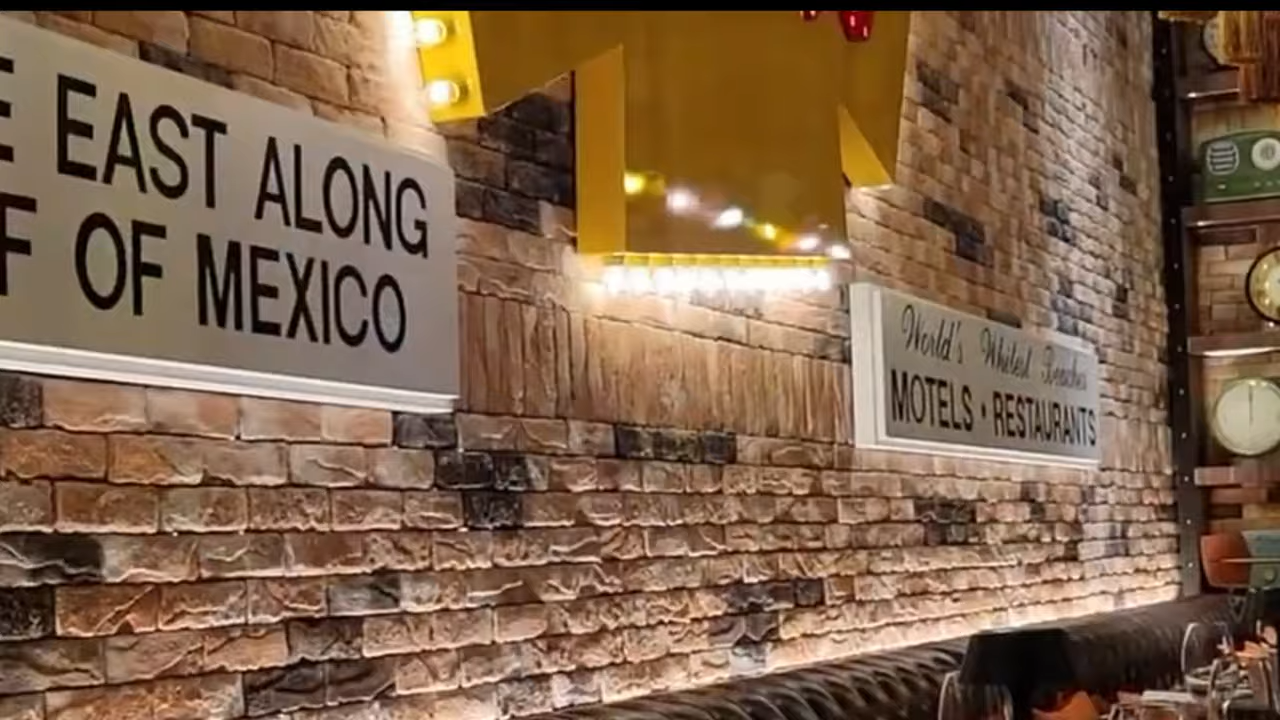 E EAST ALONG
F OF MEXICO
World's Whitest Beaches
MOTELS • RESTAURANTS